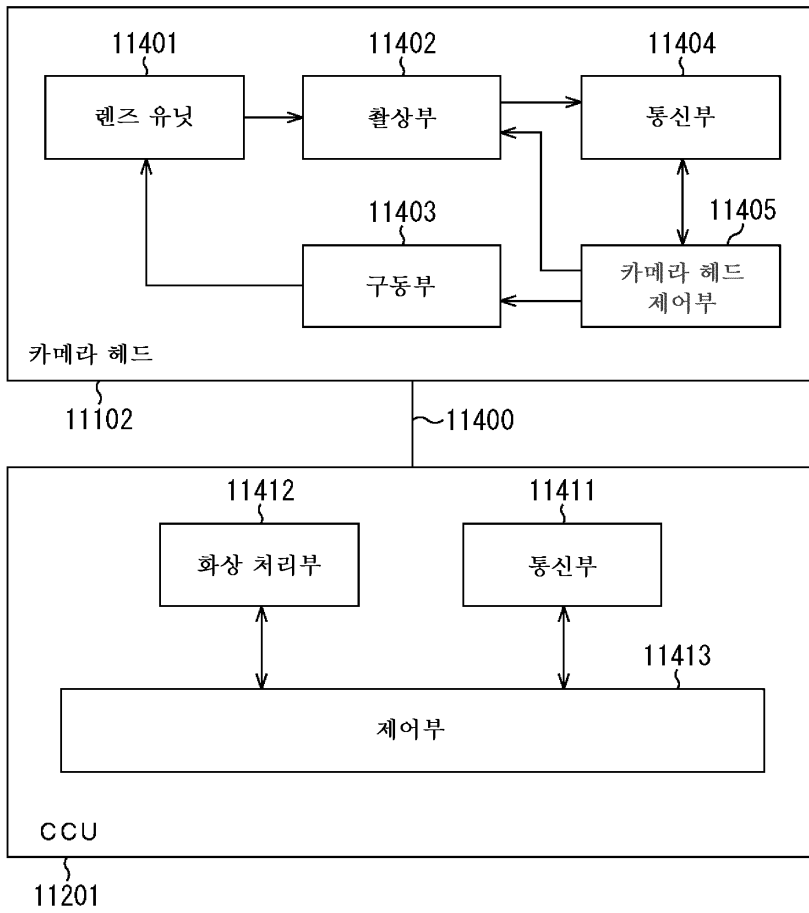 11401
11402
11404
렌즈 유닛
촬상부
통신부
11403
11405
구동부
카메라 헤드
제어부
카메라 헤드
11102
11400
11412
11411
화상 처리부
통신부
11413
제어부
CCU
11201